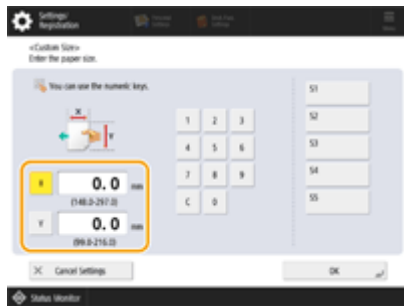 Settings/
Registration
<Custom Size>
Enter the paper size.
You can use the numeric keys.
X
Y
1 2 3
4 5 6
7 8 9
C 0
X 0.0 mm
(148.0-297.0)
Y 0.0 mm
(99.0-216.0)
S1
S2
S3
S4
S5
Cancel Settings
OK
Status Monitor